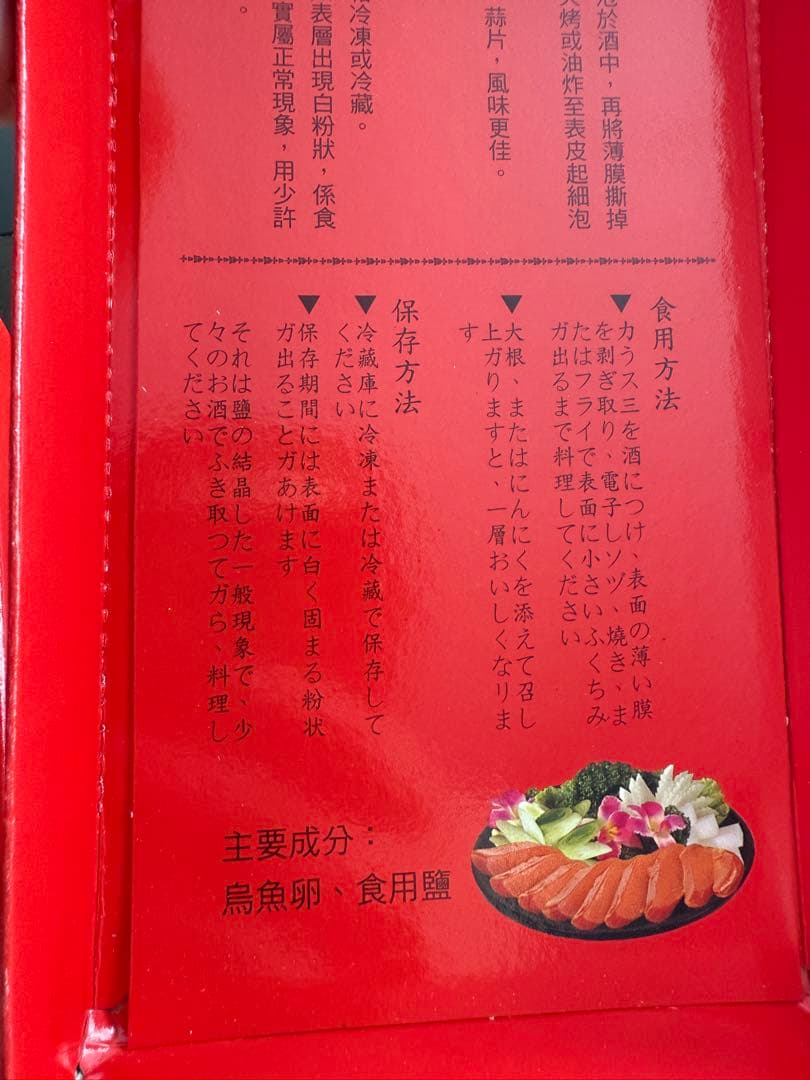 於酒中，再將薄膜撕掉
烤或油炸至表皮起細泡
蒜片，風味更佳。
冷凍或冷藏。
表層出現白粉狀，係食
實屬正常現象，用少許
。
食用方法
▼カうス三を酒につけ、表面の薄い膜
を剥ぎ取り、電子しソヅ、燒き、ま
たはフライで表面に小さいふくちみ
ガ出るまで料理してください
▼大根、またはにんにくを添えて召し
上ガりますと、一層おいしくなリま
す
保存方法
▼冷藏庫に冷凍または冷藏で保存して
ください
▼保存期間には表面に白く固まる粉状
ガ出ることガあけます
それは鹽の結晶した一般現象で、少
々のお酒でふき取つてガら、料理し
てください
主要成分：
烏魚卵、食用鹽